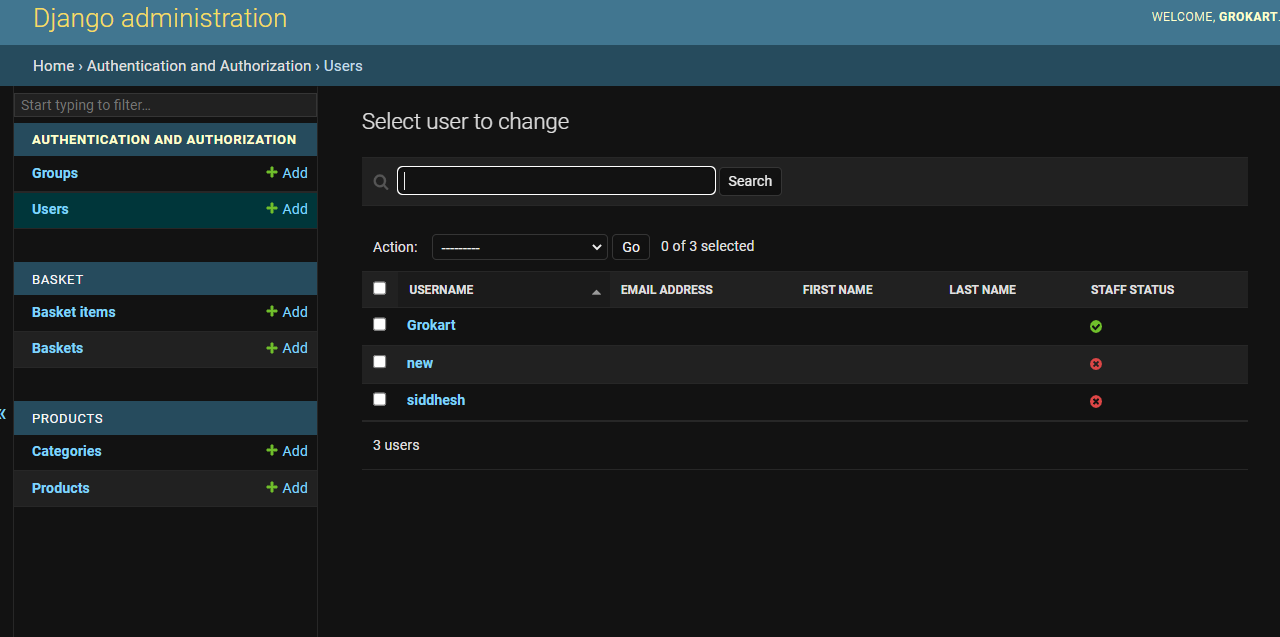 Django administration
WELCOME, GROKART.
Home › Authentication and Authorization › Users
Start typing to filter...
AUTHENTICATION AND AUTHORIZATION
Groups + Add
Users + Add
BASKET
Basket items + Add
Baskets + Add
«
PRODUCTS
Categories + Add
Products + Add
Select user to change
Search
Action: --------- Go 0 of 3 selected
USERNAME EMAIL ADDRESS FIRST NAME LAST NAME STAFF STATUS
Grokart
new
siddhesh
3 users